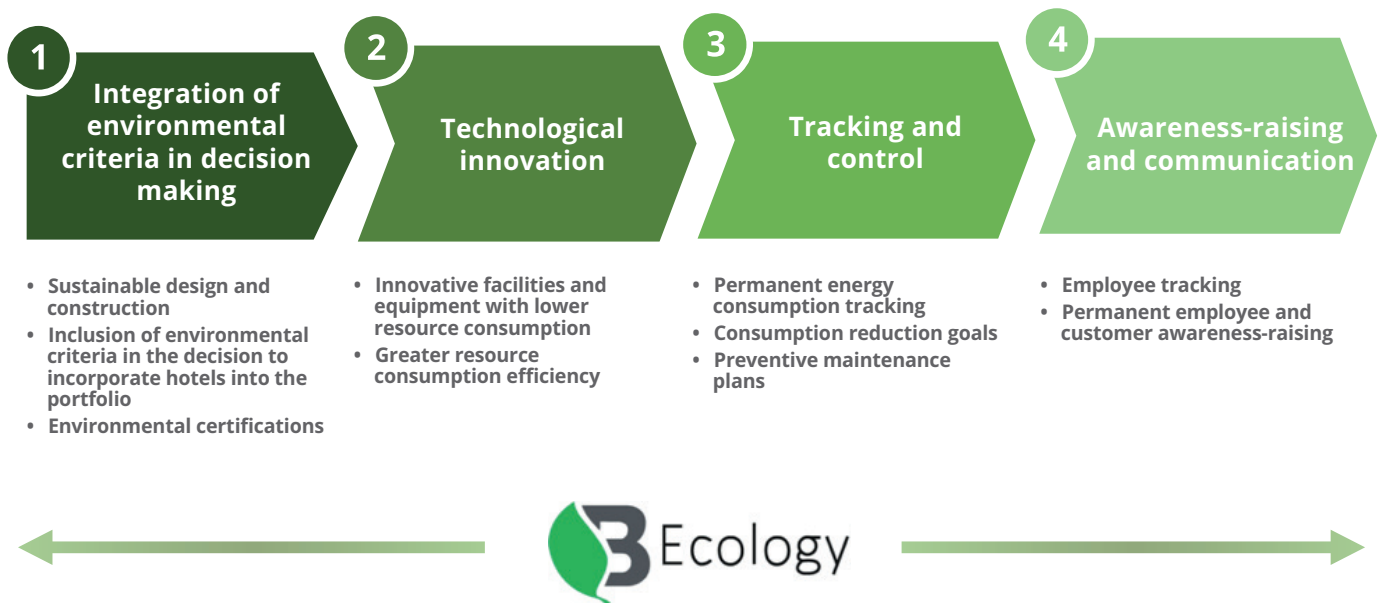 1
Integration of
environmental
criteria in decision
making
• Sustainable design and
construction
• Inclusion of environmental
criteria in the decision to
incorporate hotels into the
portfolio
• Environmental certifications
2
Technological
innovation
• Innovative facilities and
equipment with lower
resource consumption
• Greater resource
consumption efficiency
3
Tracking and
control
• Permanent energy
consumption tracking
• Consumption reduction goals
• Preventive maintenance
plans
4
Awareness-raising
and communication
• Employee tracking
• Permanent employee and
customer awareness-raising
B Ecology